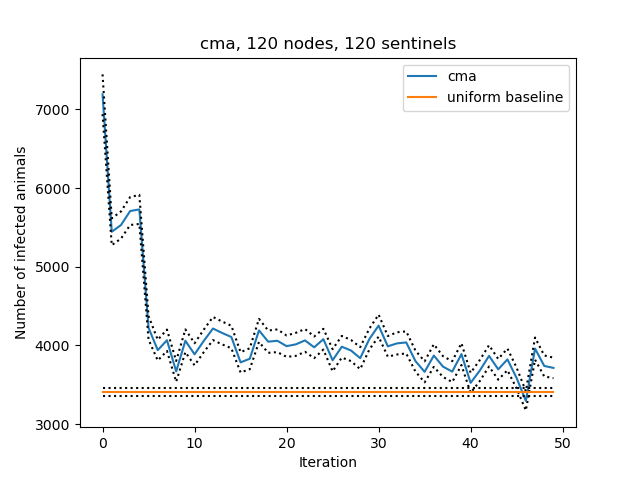 cma, 120 nodes, 120 sentinels
cma
uniform baseline
Number of infected animals
7000
6000
5000
4000
3000
0 10 20 30 40 50
Iteration